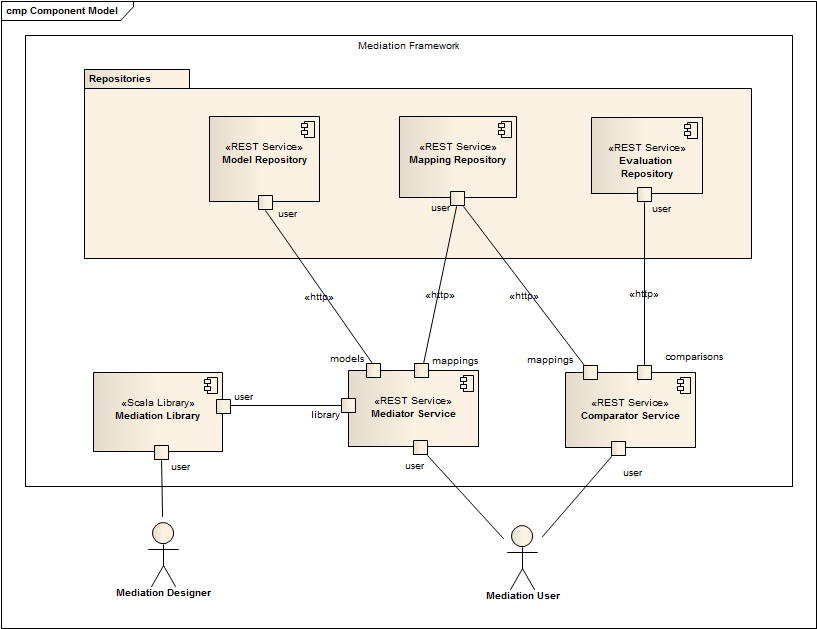 cmp Component Model
Mediation Framework
Repositories
«REST Service»
Model Repository
user
«REST Service»
Mapping Repository
user
«REST Service»
Evaluation
Repository
user
«http»
«http»
«http»
«http»
models
mappings
mappings
comparisons
«Scala Library»
Mediation Library
user
user
library
«REST Service»
Mediator Service
user
«REST Service»
Comparator Service
user
Mediation Designer
Mediation User